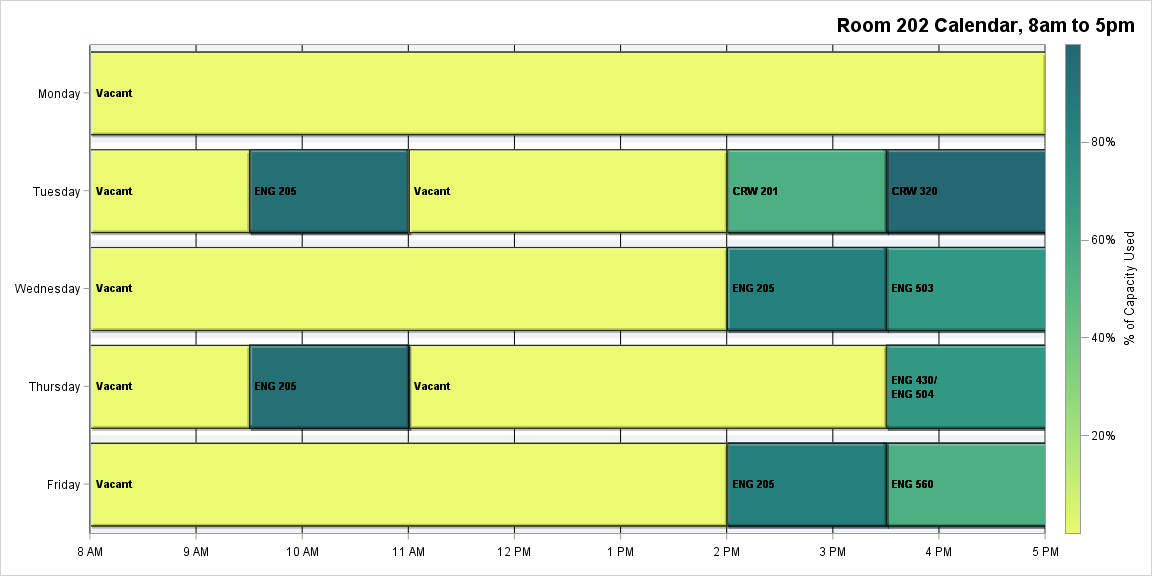 Room 202 Calendar, 8am to 5pm
Monday
Vacant
Tuesday
Vacant
ENG 205
Vacant
CRW 201
CRW 320
Wednesday
Vacant
ENG 205
ENG 503
Thursday
Vacant
ENG 205
Vacant
ENG 430/
ENG 504
Friday
Vacant
ENG 205
ENG 560
8 AM
9 AM
10 AM
11 AM
12 PM
1 PM
2 PM
3 PM
4 PM
5 PM
80%
60%
40%
20%
% of Capacity Used